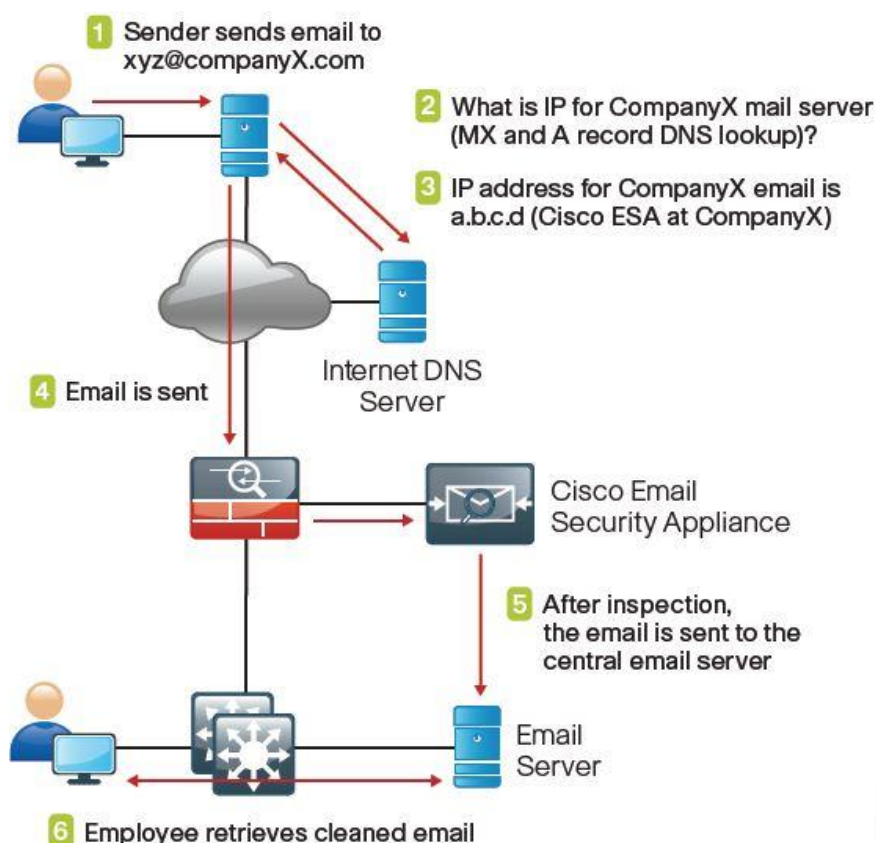 1 Sender sends email to
xyz@companyX.com
2 What is IP for CompanyX mail server
(MX and A record DNS lookup)?
3 IP address for CompanyX email is
a.b.c.d (Cisco ESA at CompanyX)
Internet DNS
Server
4 Email is sent
Cisco Email
Security Appliance
5 After inspection,
the email is sent to the
central email server
Email
Server
6 Employee retrieves cleaned email